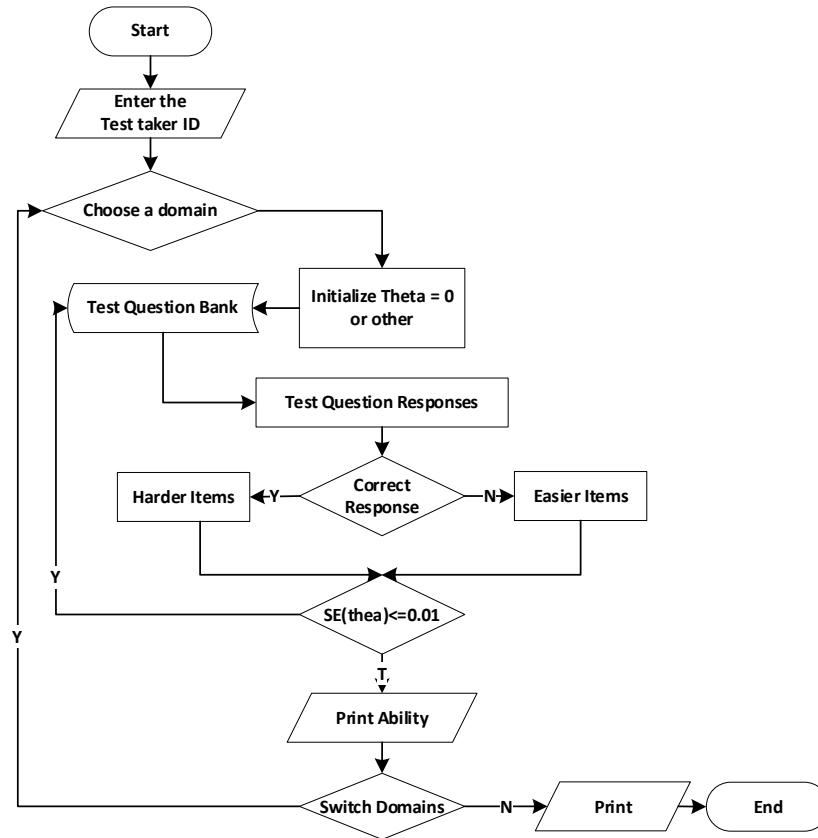 Start
Enter the
Test taker ID
Choose a domain
Test Question Bank
Initialize Theta = 0
or other
Test Question Responses
Harder Items
Y
Correct
Response
N
Easier Items
Y
SE(thea)<=0.01
Y
T
Print Ability
Switch Domains
N
Print
End